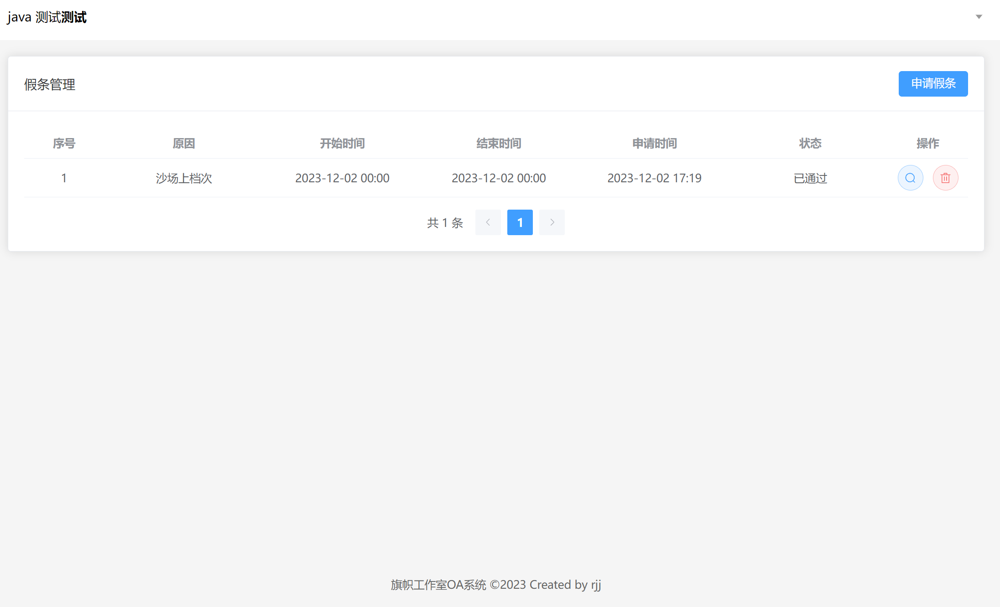 java 测试测试
假条管理 申请假条
序号 原因 开始时间 结束时间 申请时间 状态 操作
1 沙场上档次 2023-12-02 00:00 2023-12-02 00:00 2023-12-02 17:19 已通过
共 1 条 1
旗帜工作室OA系统 ©2023 Created by rjj